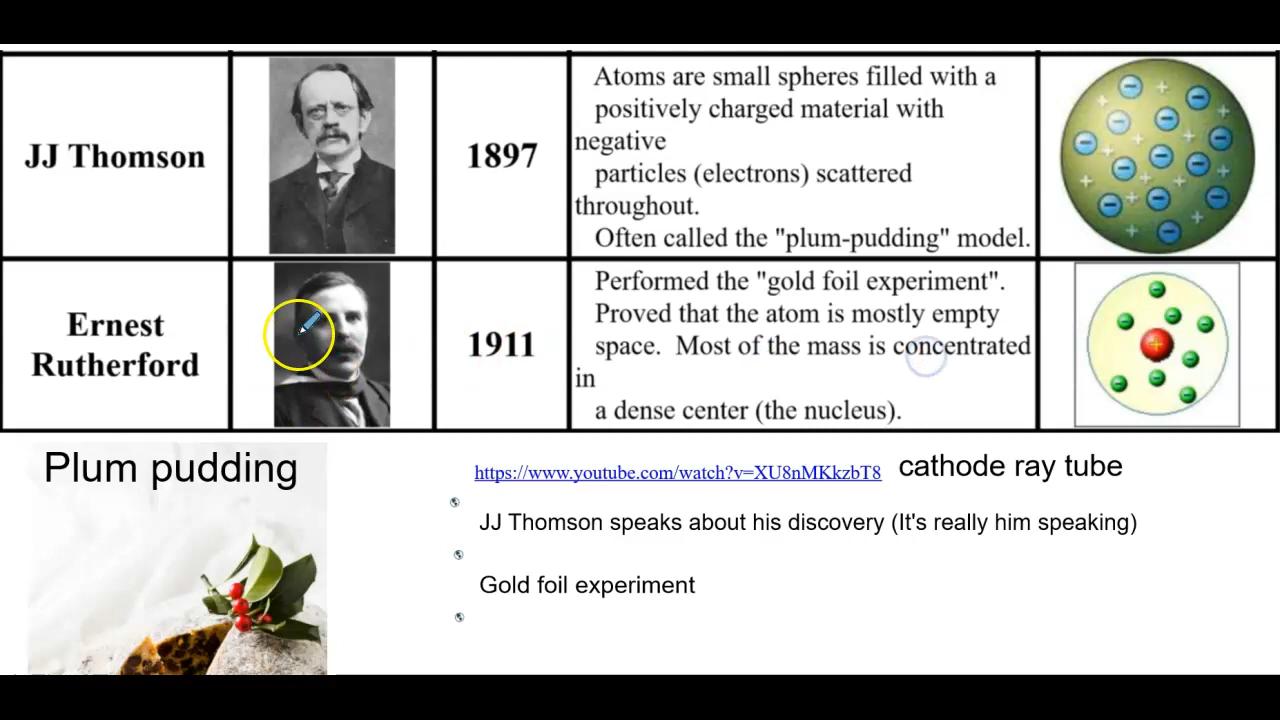 JJ Thomson
1897
Atoms are small spheres filled with a
positively charged material with
negative
particles (electrons) scattered
throughout.
Often called the "plum-pudding" model.
Ernest
Rutherford
1911
Performed the "gold foil experiment".
Proved that the atom is mostly empty
space.  Most of the mass is concentrated
in
a dense center (the nucleus).
Plum pudding
https://www.youtube.com/watch?v=XU8nMKkzbT8 cathode ray tube
JJ Thomson speaks about his discovery (It's really him speaking)
Gold foil experiment